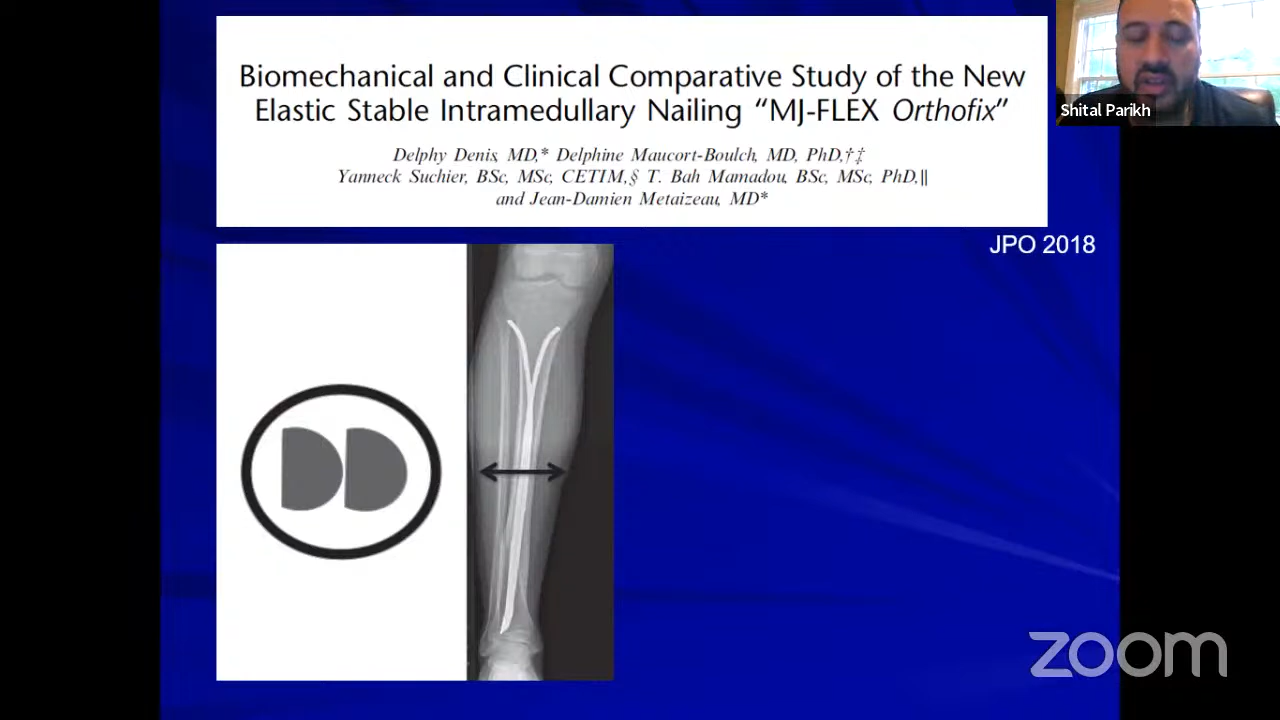 Biomechanical and Clinical Comparative Study of the New
Elastic Stable Intramedullary Nailing “MJ-FLEX Orthofix”
Delphy Denis, MD,* Delphine Maucort-Boulch, MD, PhD,†‡
Yanneck Suchier, BSc, MSc, CETIM,§ T. Bah Mamadou, BSc, MSc, PhD,||
and Jean-Damien Metaizeau, MD*
JPO 2018
Shital Parikh
zoom